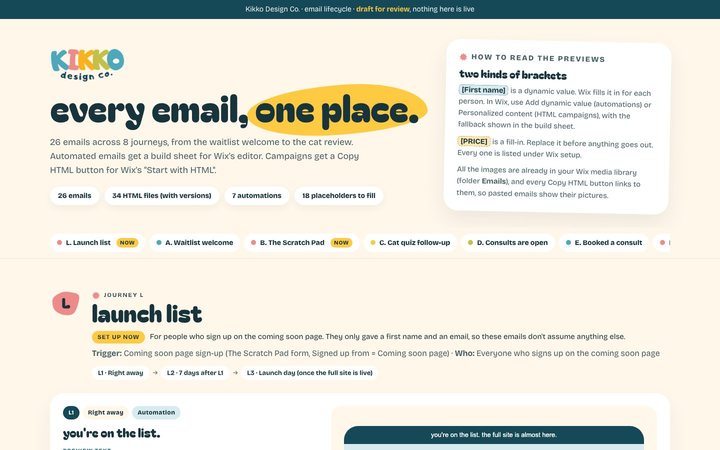 Kikko Design Co. · email lifecycle · draft for review, nothing here is live
KIKKO
design co.
every email, one place.
26 emails across 8 journeys, from the waitlist welcome to the cat review.
Automated emails get a build sheet for Wix's editor. Campaigns get a Copy
HTML button for Wix's "Start with HTML".
26 emails
34 HTML files (with versions)
7 automations
18 placeholders to fill
HOW TO READ THE PREVIEWS
two kinds of brackets
[First name] is a dynamic value. Wix fills it in for each
person. In Wix, use Add dynamic value (automations) or
Personalized content (HTML campaigns), with the
fallback shown in the build sheet.
[PRICE] is a fill-in. Replace it before anything goes out.
Every one is listed under Wix setup.
All the images are already in your Wix media library
(folder Emails), and every Copy HTML button links to
them, so pasted emails show their pictures.
L. Launch list NOW
A. Waitlist welcome
B. The Scratch Pad NOW
C. Cat quiz follow-up
D. Consults are open
E. Booked a consult
L
JOURNEY L
launch list
SET UP NOW For people who sign up on the coming soon page. They only gave a first name and an email, so these emails don't assume anything else.
Trigger: Coming soon page sign-up (The Scratch Pad form, Signed up from = Coming soon page) · Who: Everyone who signs up on the coming soon page
L1 · Right away → L2 · 7 days after L1 → L3 · Launch day (once the full site is live)
L1 Right away Automation
you're on the list.
you're on the list. the full site is almost here.